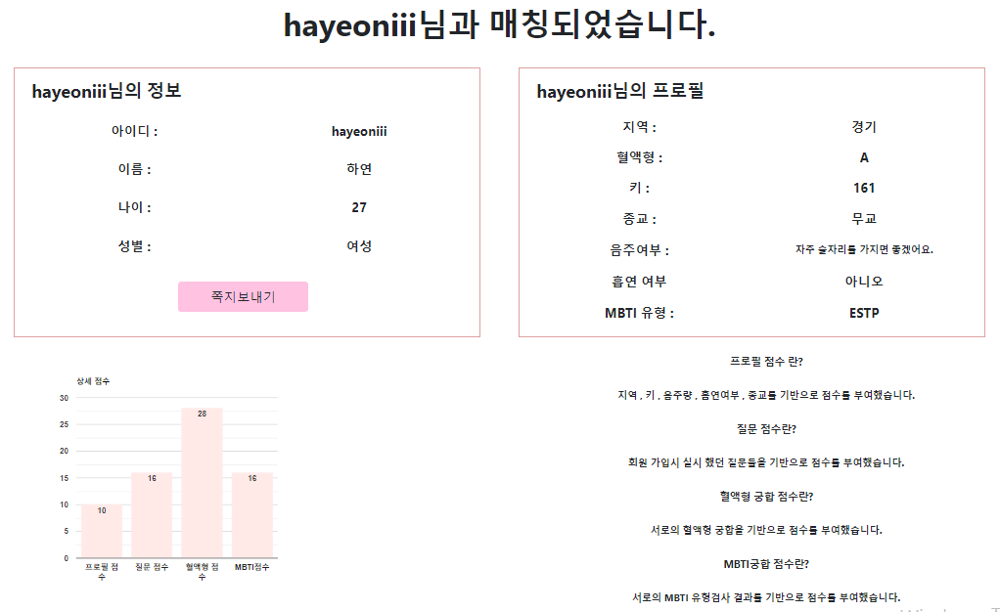 hayeoniii님과 매칭되었습니다.
hayeoniii님의 정보
아이디 : hayeoniii
이름 : 하연
나이 : 27
성별 : 여성
쪽지보내기
hayeoniii님의 프로필
지역 : 경기
혈액형 : A
키 : 161
종교 : 무교
음주여부 : 자주 술자리를 가지면 좋겠어요.
흡연 여부 아니오
MBTI 유형 : ESTP
상세 점수
30
25
20
15
10
5
0
10
16
28
16
프로필 점
수
질문 점수
혈액형 점
수
MBTI점수
프로필 점수 란?
지역 , 키 , 음주량 , 흡연여부 , 종교를 기반으로 점수를 부여했습니다.
질문 점수란?
회원 가입시 실시 했던 질문들을 기반으로 점수를 부여했습니다.
혈액형 궁합 점수란?
서로의 혈액형 궁합을 기반으로 점수를 부여했습니다.
MBTI궁합 점수란?
서로의 MBTI 유형검사 결과를 기반으로 점수를 부여했습니다.